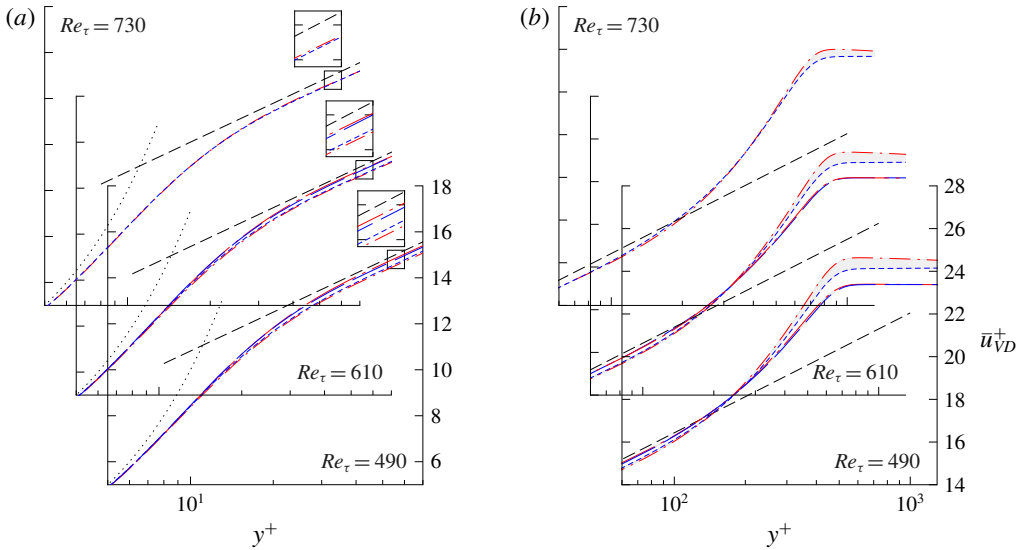 (a)
Re_τ = 730
Re_τ = 610
Re_τ = 490
18
16
14
12
10
8
6
10^1
y^+
(b)
Re_τ = 730
Re_τ = 610
Re_τ = 490
28
26
24
22
20
18
16
14
ū^+_VD
10^2
10^3
y^+